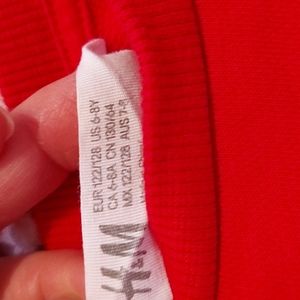 EUR 122/128 US 6-8Y
CA 6-8A CN 130/64
MX 122/128 AUS 7-8
H&M